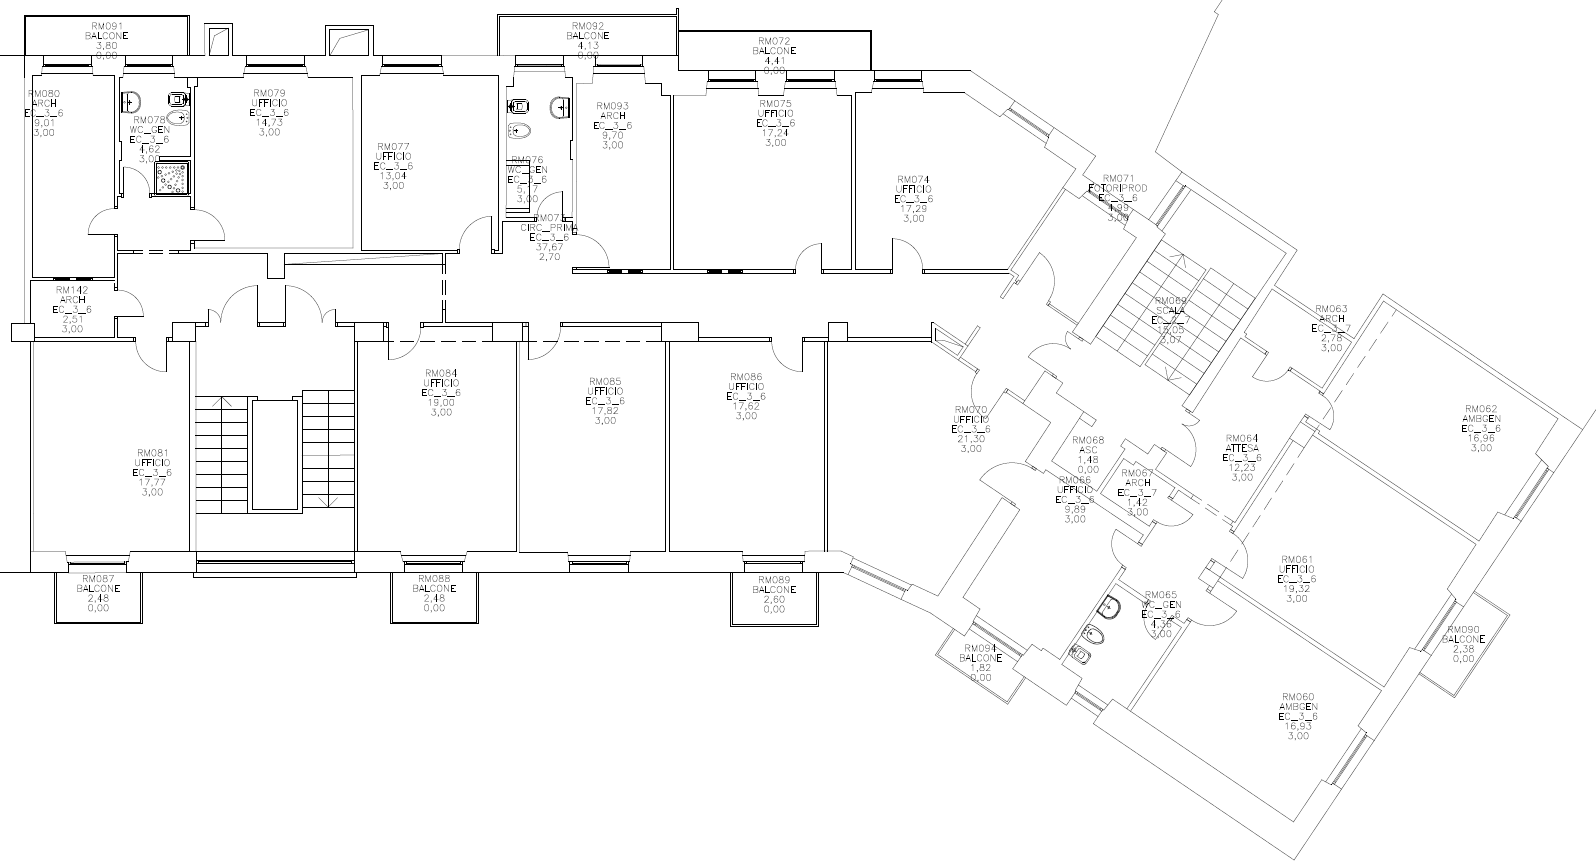 RM091
BALCONE
3,80
0,00
RM092
BALCONE
4,13
0,00
RM072
BALCONE
4,41
0,00
RM080
ARCH
EC_3_6
9,01
3,00
RM078
WC_GEN
EC_3_6
4,62
3,00
RM079
UFFICIO
EC_3_6
14,73
3,00
RM077
UFFICIO
EC_3_6
13,04
3,00
RM076
WC_GEN
EC_3_6
5,17
3,00
RM093
ARCH
EC_3_6
9,70
3,00
RM075
UFFICIO
EC_3_6
17,24
3,00
RM074
UFFICIO
EC_3_6
17,29
3,00
RM071
FOTORIPROD
EC_3_6
4,99
3,00
CIRC_PRIMA
EC_3_6
37,67
2,70
RM142
ARCH
EC_3_6
2,51
3,00
RM069
SCALA
15,05
3,07
RM063
ARCH
EC_3_7
2,78
3,00
RM081
UFFICIO
EC_3_6
17,77
3,00
RM084
UFFICIO
EC_3_6
19,00
3,00
RM085
UFFICIO
EC_3_6
17,82
3,00
RM086
UFFICIO
EC_3_6
17,62
3,00
RM070
UFFICIO
EC_3_6
21,30
3,00
RM068
ASC
1,48
0,00
RM067
ARCH
EC_3_7
1,42
3,00
RM066
UFFICIO
EC_3_6
9,89
3,00
RM064
ATTESA
EC_3_6
12,23
3,00
RM062
AMBGEN
EC_3_6
16,96
3,00
RM061
UFFICIO
EC_3_6
19,32
3,00
RM065
WC_GEN
EC_3_6
4,36
3,00
RM060
AMBGEN
EC_3_6
16,93
3,00
RM087
BALCONE
2,48
0,00
RM088
BALCONE
2,48
0,00
RM089
BALCONE
2,60
0,00
RM094
BALCONE
1,82
0,00
RM090
BALCONE
2,38
0,00